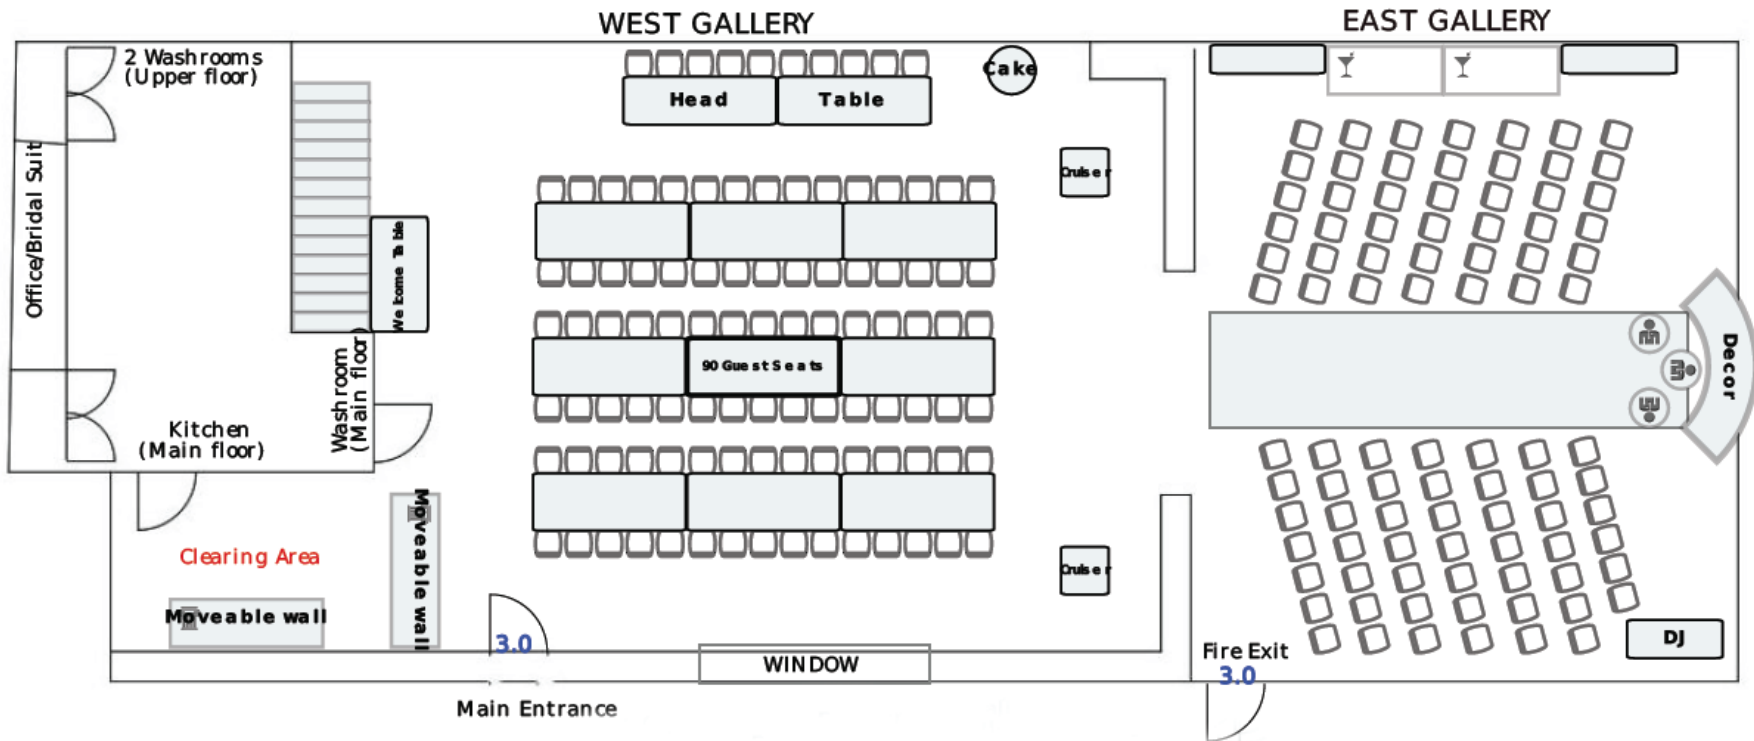 WEST GALLERY
EAST GALLERY
2 Washrooms
(Upper floor)
Head
Table
Cake
Cruiser
Office/Bridal Suit
Welcome Table
90 Guest Seats
Decor
Washroom
(Main floor)
Kitchen
(Main floor)
Clearing Area
Moveable wall
Moveable wall
Cruiser
3.0
WINDOW
Main Entrance
Fire Exit
3.0
DJ